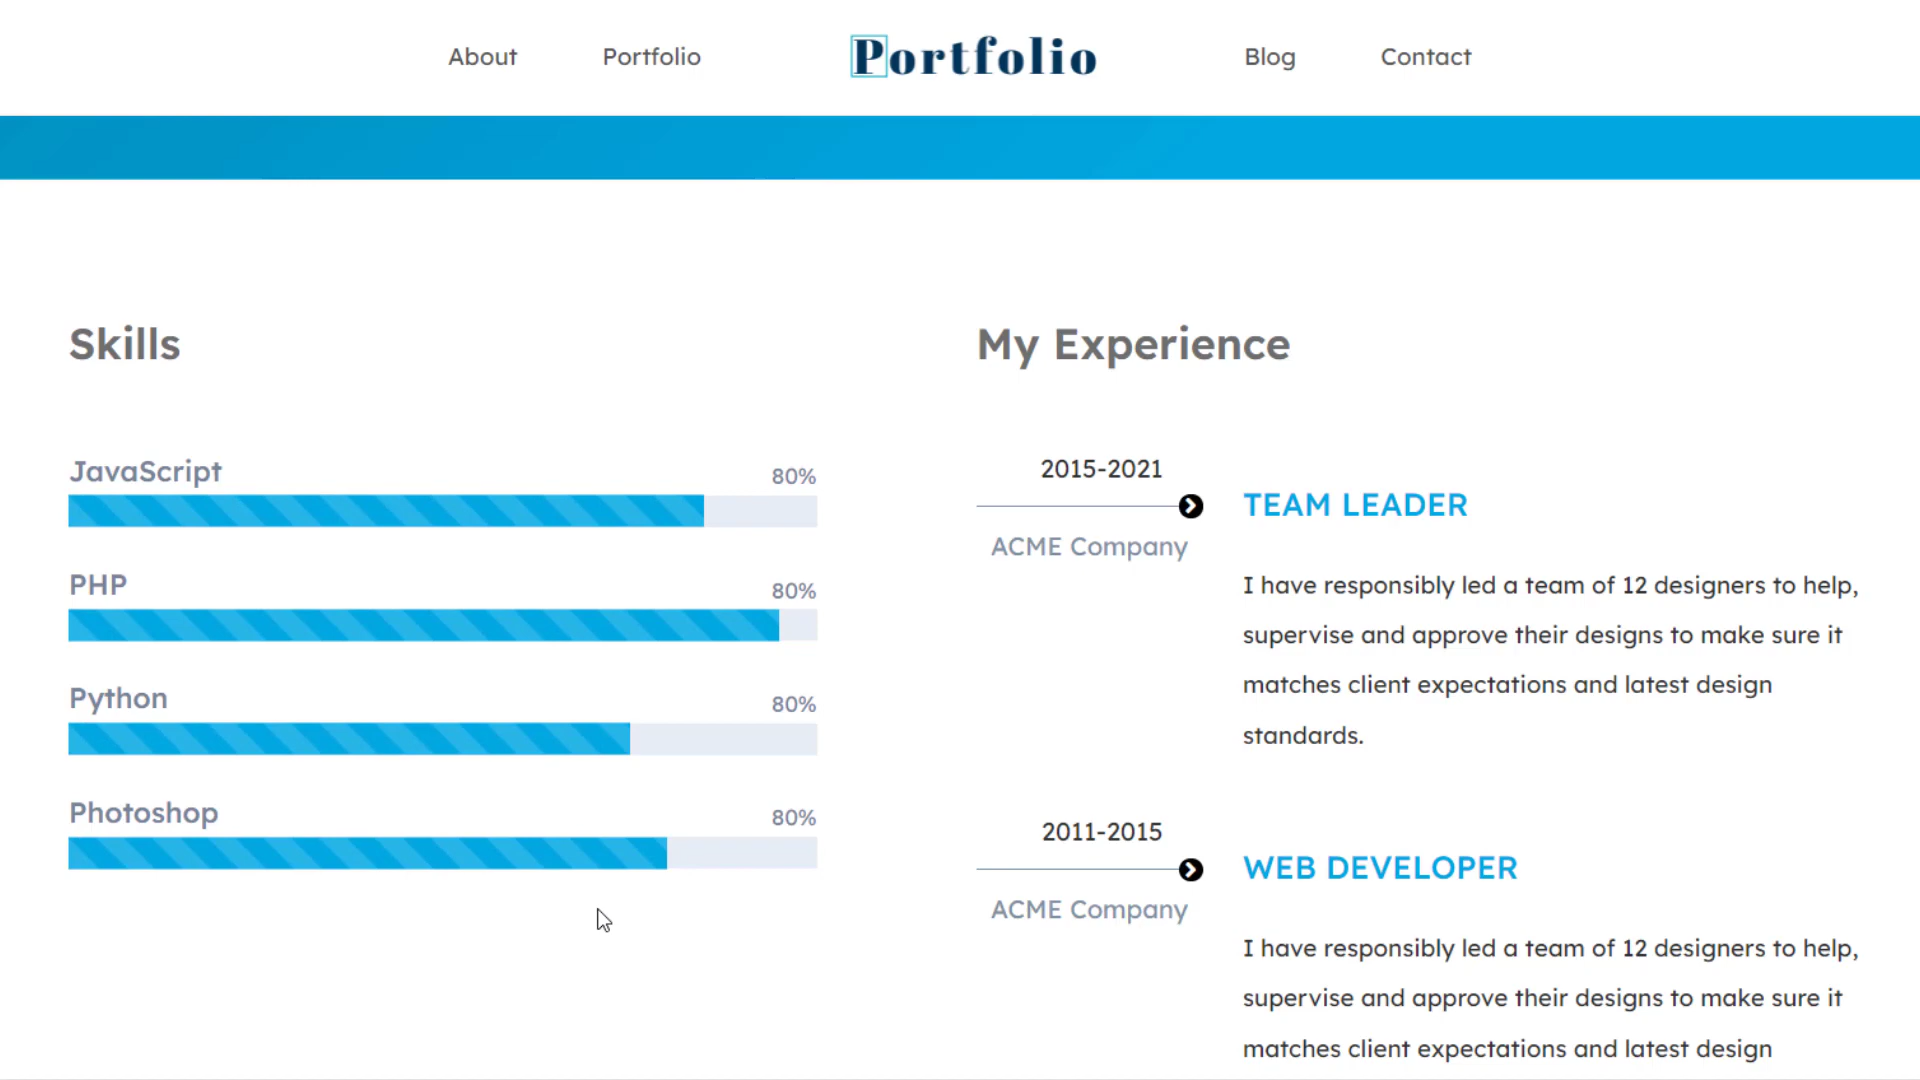 About
Portfolio
Portfolio
Blog
Contact
Skills
JavaScript
80%
PHP
80%
Python
80%
Photoshop
80%
My Experience
2015-2021
ACME Company
TEAM LEADER
I have responsibly led a team of 12 designers to help,
supervise and approve their designs to make sure it
matches client expectations and latest design
standards.
2011-2015
ACME Company
WEB DEVELOPER
I have responsibly led a team of 12 designers to help,
supervise and approve their designs to make sure it
matches client expectations and latest design